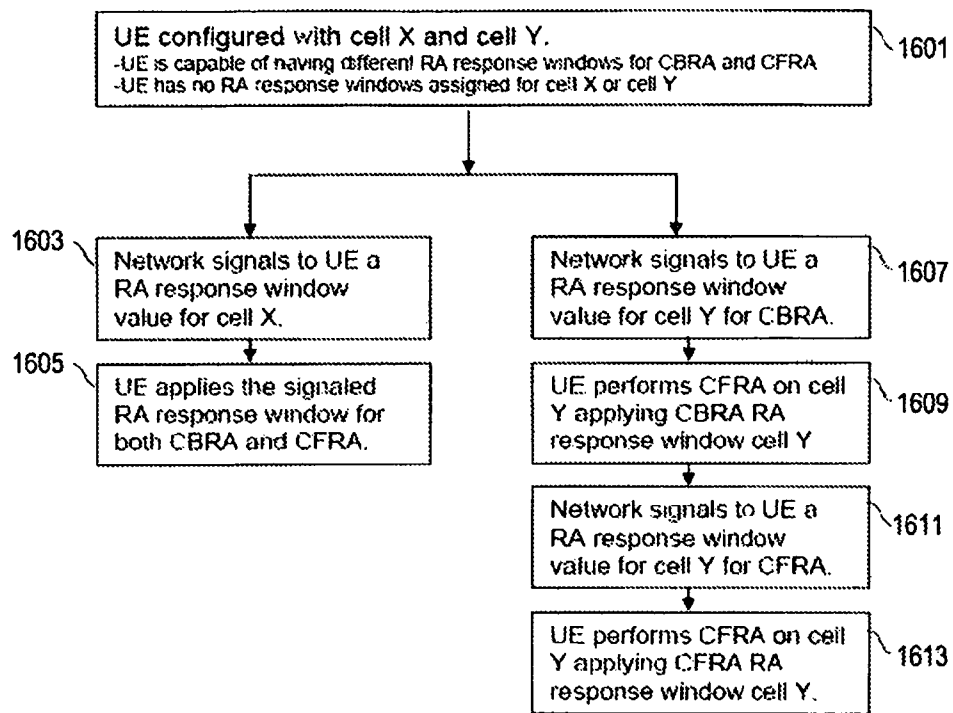 UE configured with cell X and cell Y.
-UE is capable of having different RA response windows for CBRA and CFRA
-UE has no RA response windows assigned for cell X or cell Y
1601
1603
Network signals to UE a
RA response window
value for cell X.
1605
UE applies the signaled
RA response window for
both CBRA and CFRA.
Network signals to UE a
RA response window
value for cell Y for CBRA.
1607
UE performs CFRA on cell
Y applying CBRA RA
response window cell Y
1609
Network signals to UE a
RA response window
value for cell Y for CFRA.
1611
UE performs CFRA on cell
Y applying CFRA RA
response window cell Y.
1613